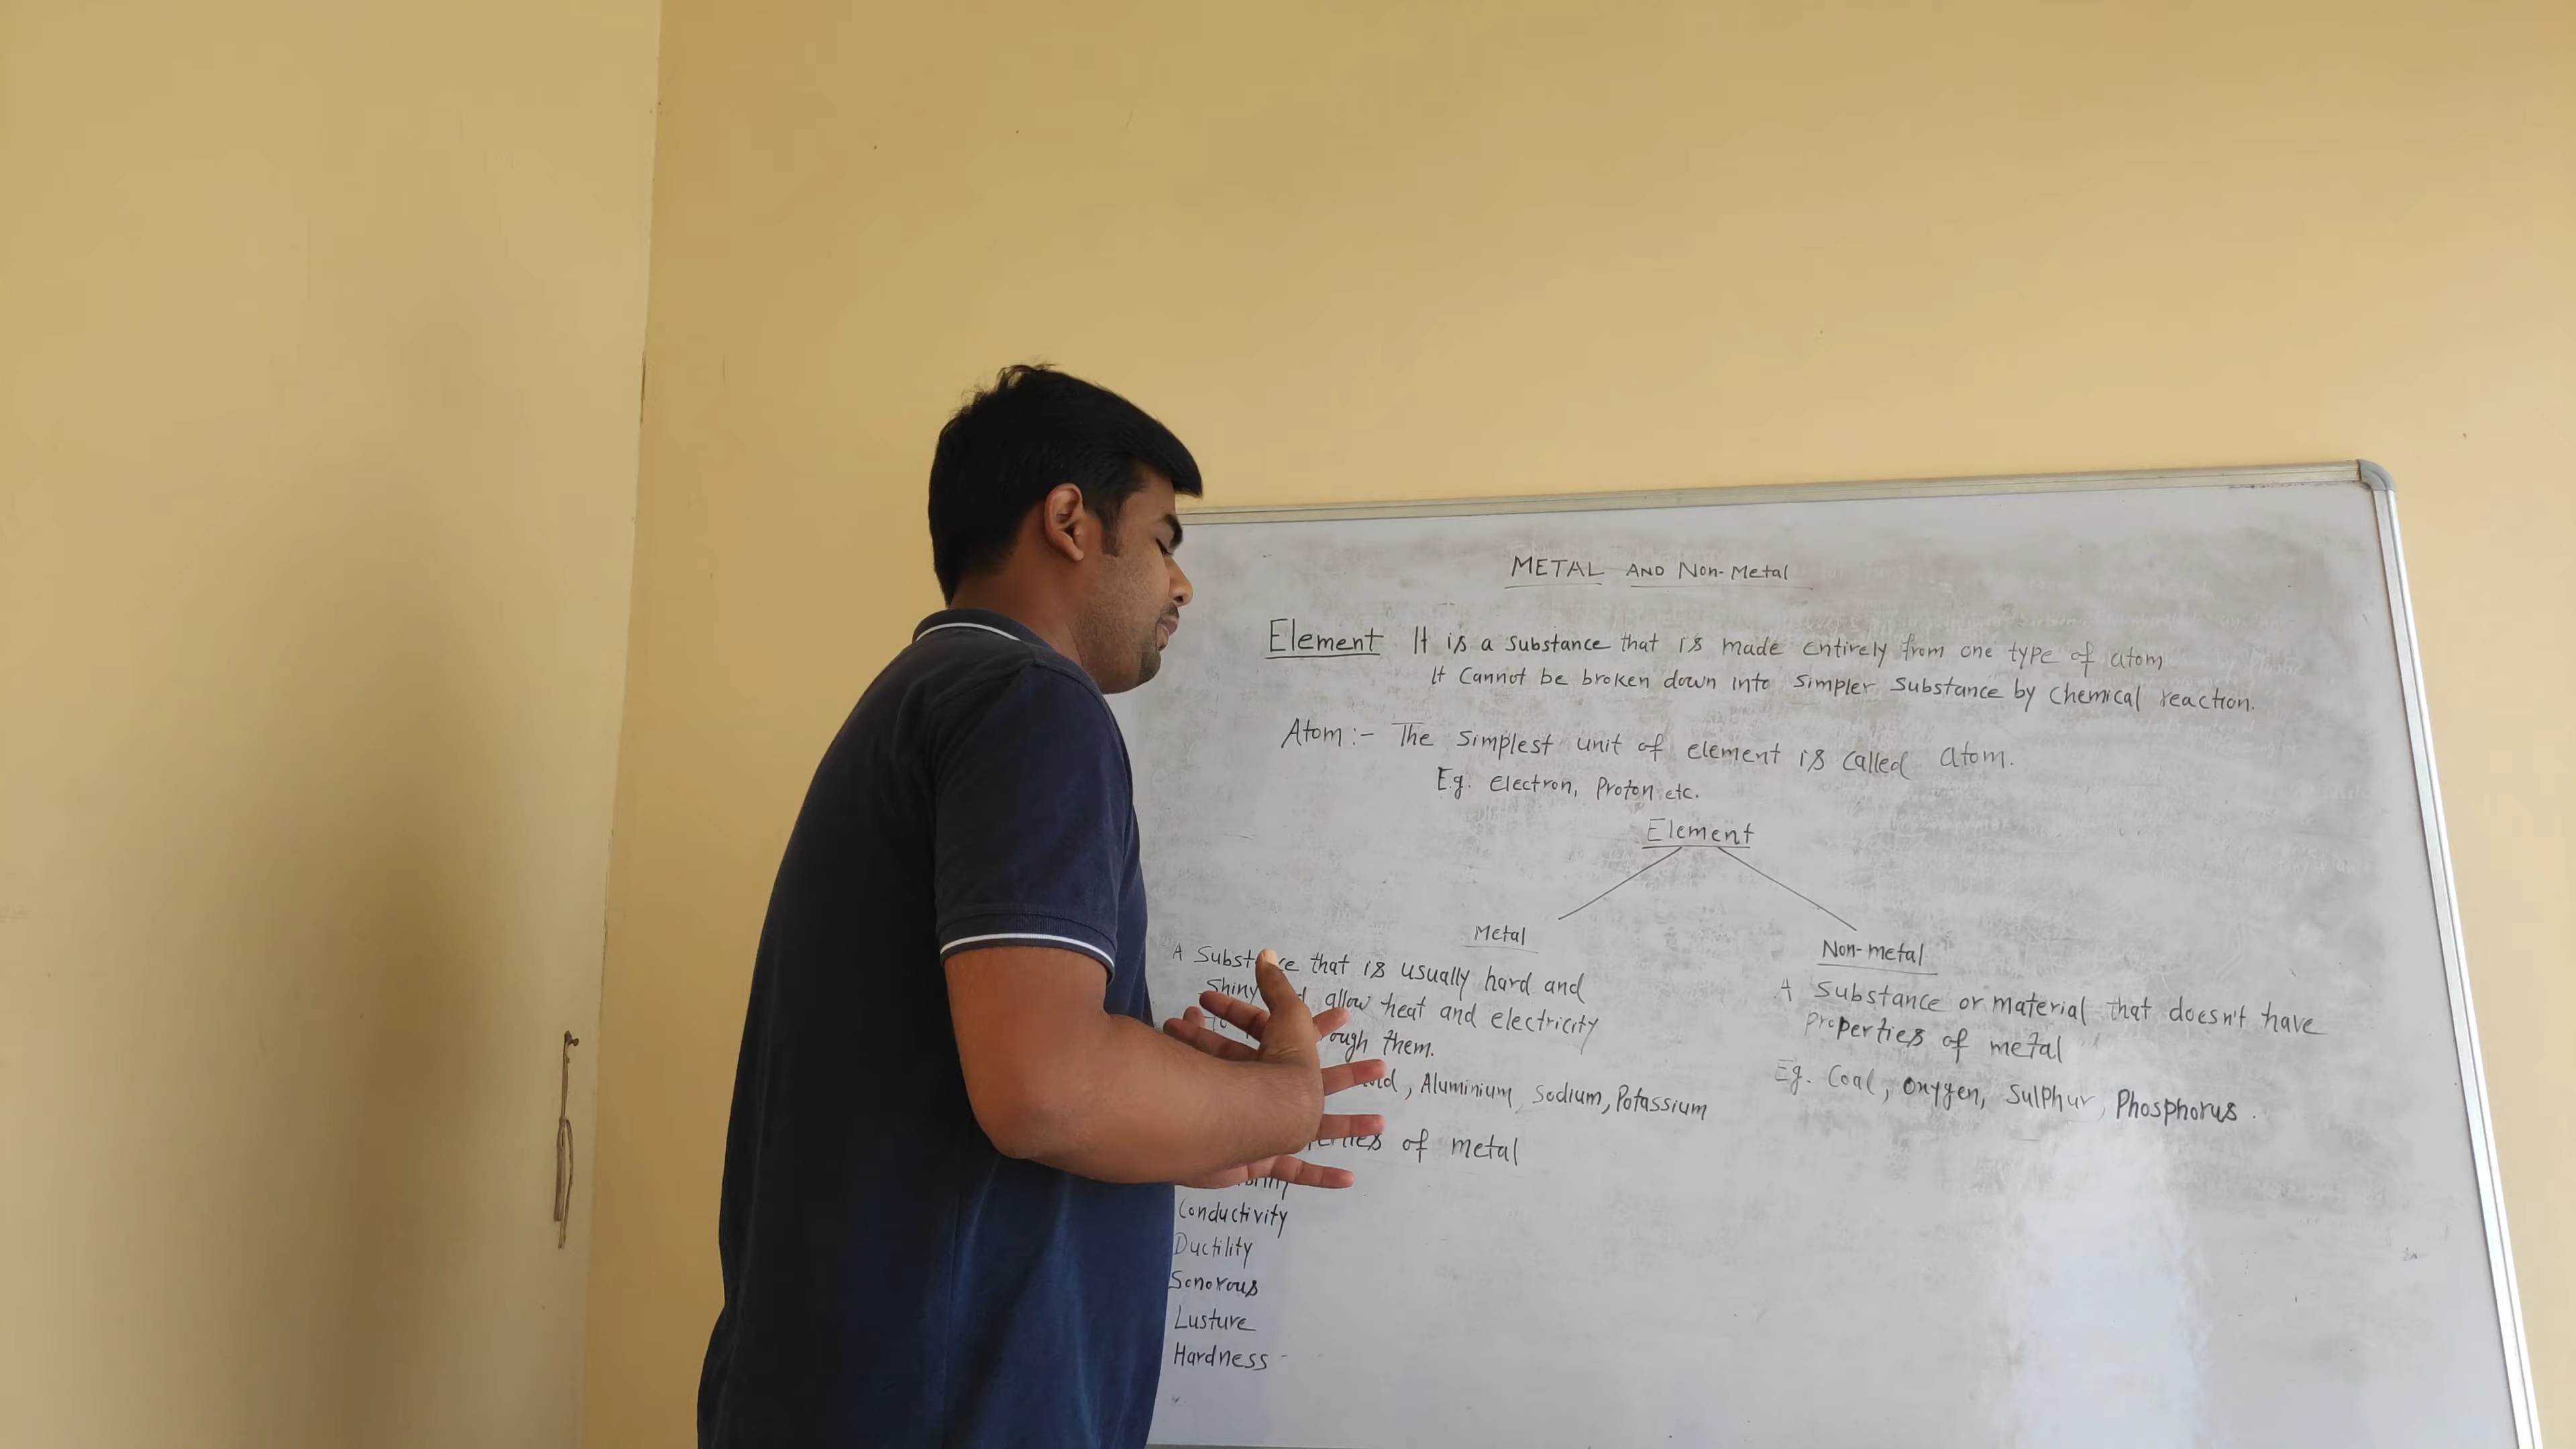 METAL AND Non-Metal
Element It is a substance that is made entirely from one type of atom
It cannot be broken down into simpler substance by chemical reaction.
Atom :- The simplest unit of element is called atom.
E.g. electron, Proton etc.
Element
Metal
A that is usually hard and
Shiny allow heat and electricity
them.
, Aluminium, Sodium, Potassium
of metal
Conductivity
Ductility
Sonorous
Lusture
Hardness -
Non-metal
A Substance or material that doesn't have
properties of metal
Eg. Coal, oxygen, Sulphur, Phosphorus.